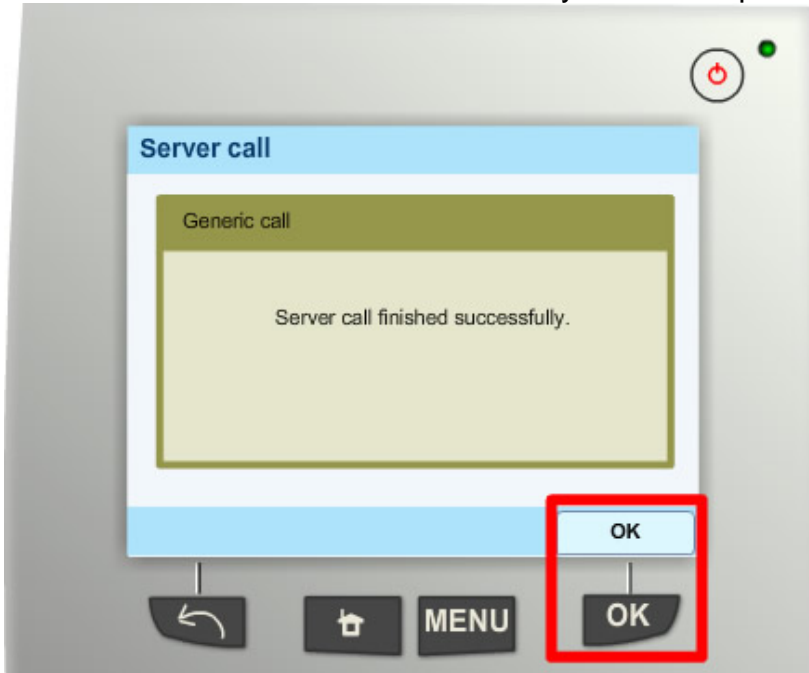 Server call
Generic call
Server call finished successfully.
OK
MENU
OK